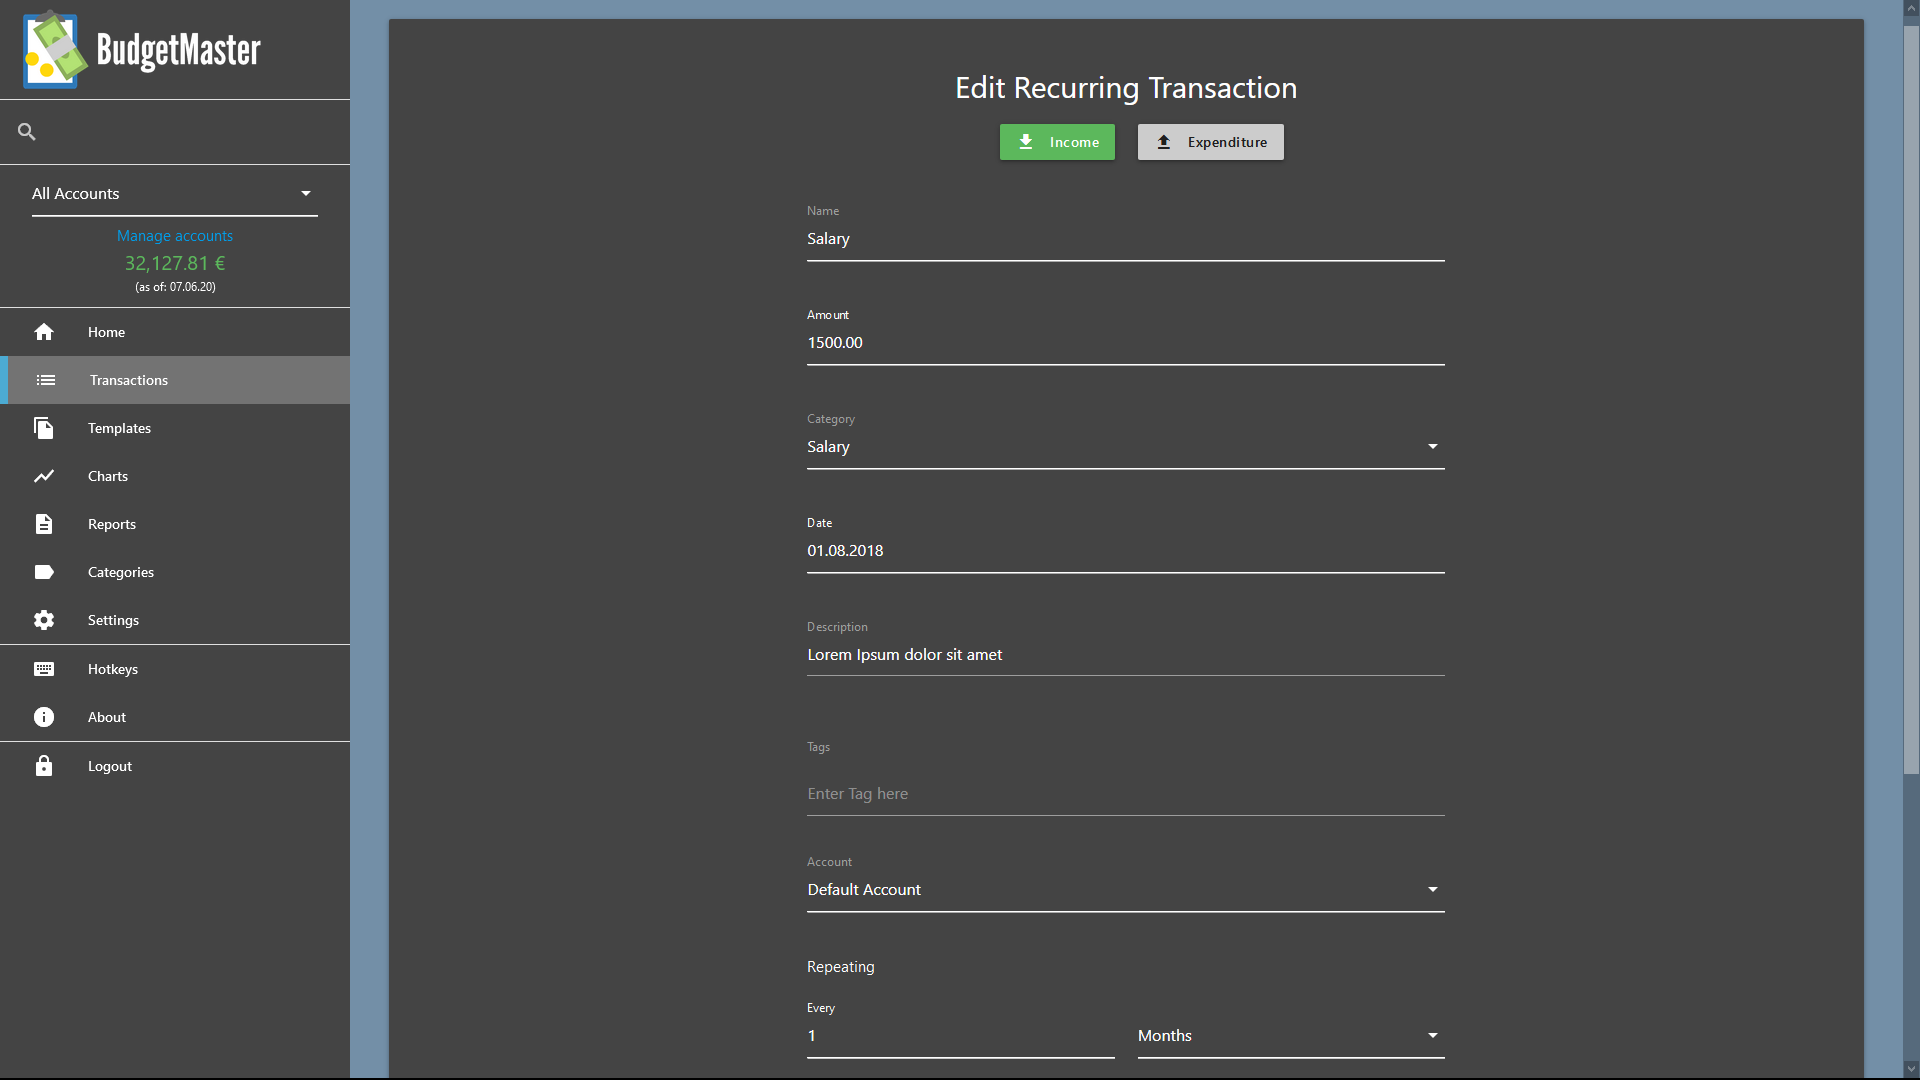 BudgetMaster
All Accounts
Manage accounts
32,127.81 €
(as of: 07.06.20)
Home
Transactions
Templates
Charts
Reports
Categories
Settings
Hotkeys
About
Logout
Edit Recurring Transaction
Income Expenditure
Name
Salary
Amount
1500.00
Category
Salary
Date
01.08.2018
Description
Lorem Ipsum dolor sit amet
Tags
Enter Tag here
Account
Default Account
Repeating
Every
1 Months